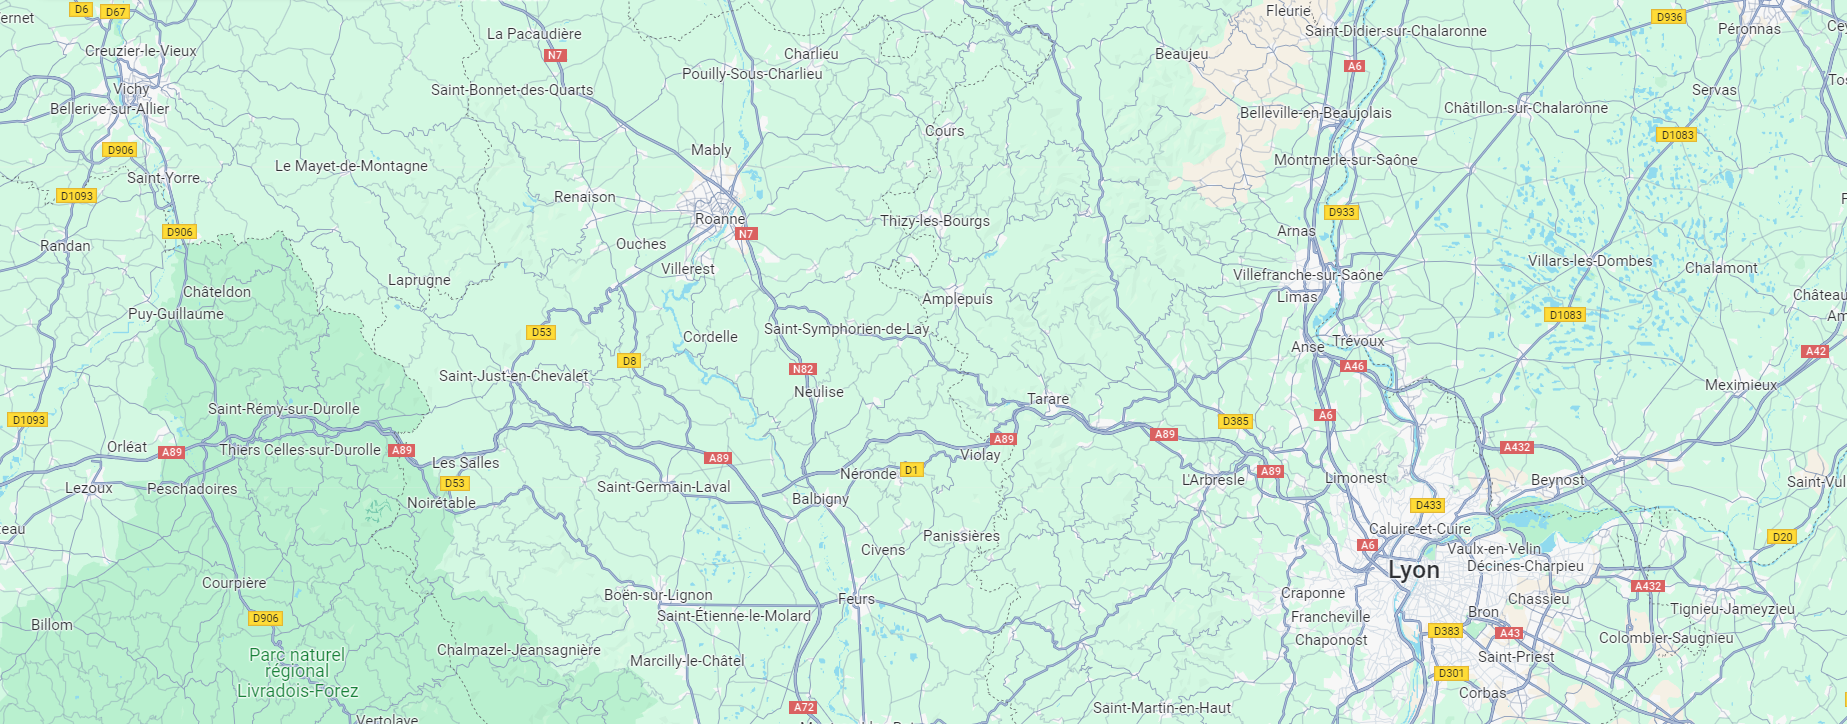 D6
D67
Fleurie
D936
Saint-Didier-sur-Chalaronne
Péronnas
La Pacaudière
Creuzier-le-Vieux
N7
Charlieu
Beaujeu
A6
Pouilly-Sous-Charlieu
Vichy
Saint-Bonnet-des-Quarts
Servas
Bellerive-sur-Allier
Belleville-en-Beaujolais
Châtillon-sur-Chalaronne
Cours
D1083
D906
Mably
Le Mayet-de-Montagne
Montmerle-sur-Saône
Saint-Yorre
D1093
Renaison
D933
Roanne
Thizy-les-Bourgs
D906
N7
Arnas
Randan
Ouches
Villars-les-Dombes
Chalamont
Villerest
Villefranche-sur-Saône
Laprugne
Châteldon
Amplepuis
Limas
Puy-Guillaume
D1083
D53
Cordelle
Saint-Symphorien-de-Lay
Trévoux
Anse
A42
D8
N82
A46
Saint-Just-en-Chevalet
Meximieux
Neulise
Tarare
Saint-Rémy-sur-Durolle
D1093
A6
D385
A89
A89
Orléat
A89
Thiers
Celles-sur-Durolle
A89
A432
Violay
A89
Les Salles
D1
Néronde
A89
D53
L'Arbresle
Limonest
Beynost
Lezoux
Peschadoires
Saint-Germain-Laval
Noirétable
Balbigny
D433
Caluire-et-Cuire
Panissières
D20
A6
Civens
Vaulx-en-Velin
Lyon
Décines-Charpieu
Courpière
A432
Boën-sur-Lignon
Feurs
Craponne
Chassieu
Saint-Étienne-le-Molard
Francheville
Bron
Tignieu-Jameyzieu
D906
Billom
D383
A43
Chaponost
Colombier-Saugnieu
Chalmazel-Jeansagnière
Parc naturel
régional
Livradois-Forez
Marcilly-le-Châtel
Saint-Priest
D301
Corbas
A72
Saint-Martin-en-Haut
Vertolaye